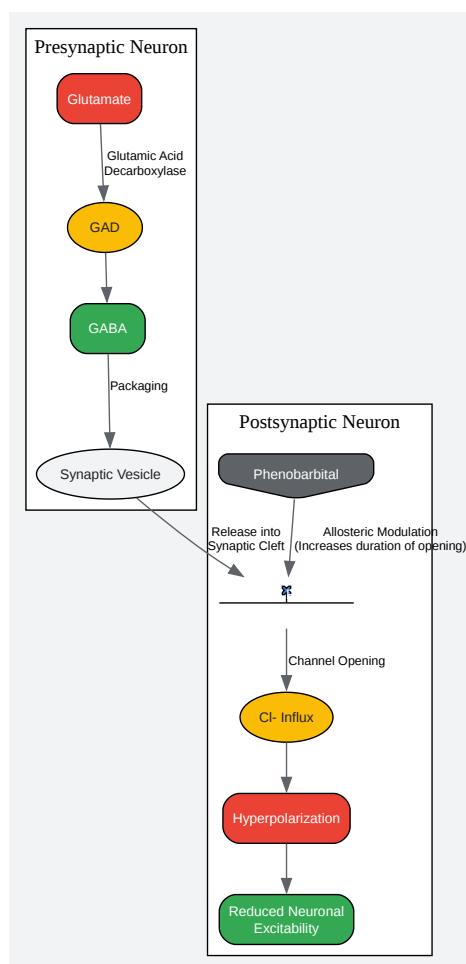 Presynaptic Neuron
Glutamate
Glutamic Acid
Decarboxylase
GAD
GABA
Packaging
Synaptic Vesicle
Postsynaptic Neuron
Phenobarbital
Release into
Synaptic Cleft
Allosteric Modulation
(Increases duration of opening)
Channel Opening
Cl- Influx
Hyperpolarization
Reduced Neuronal
Excitability